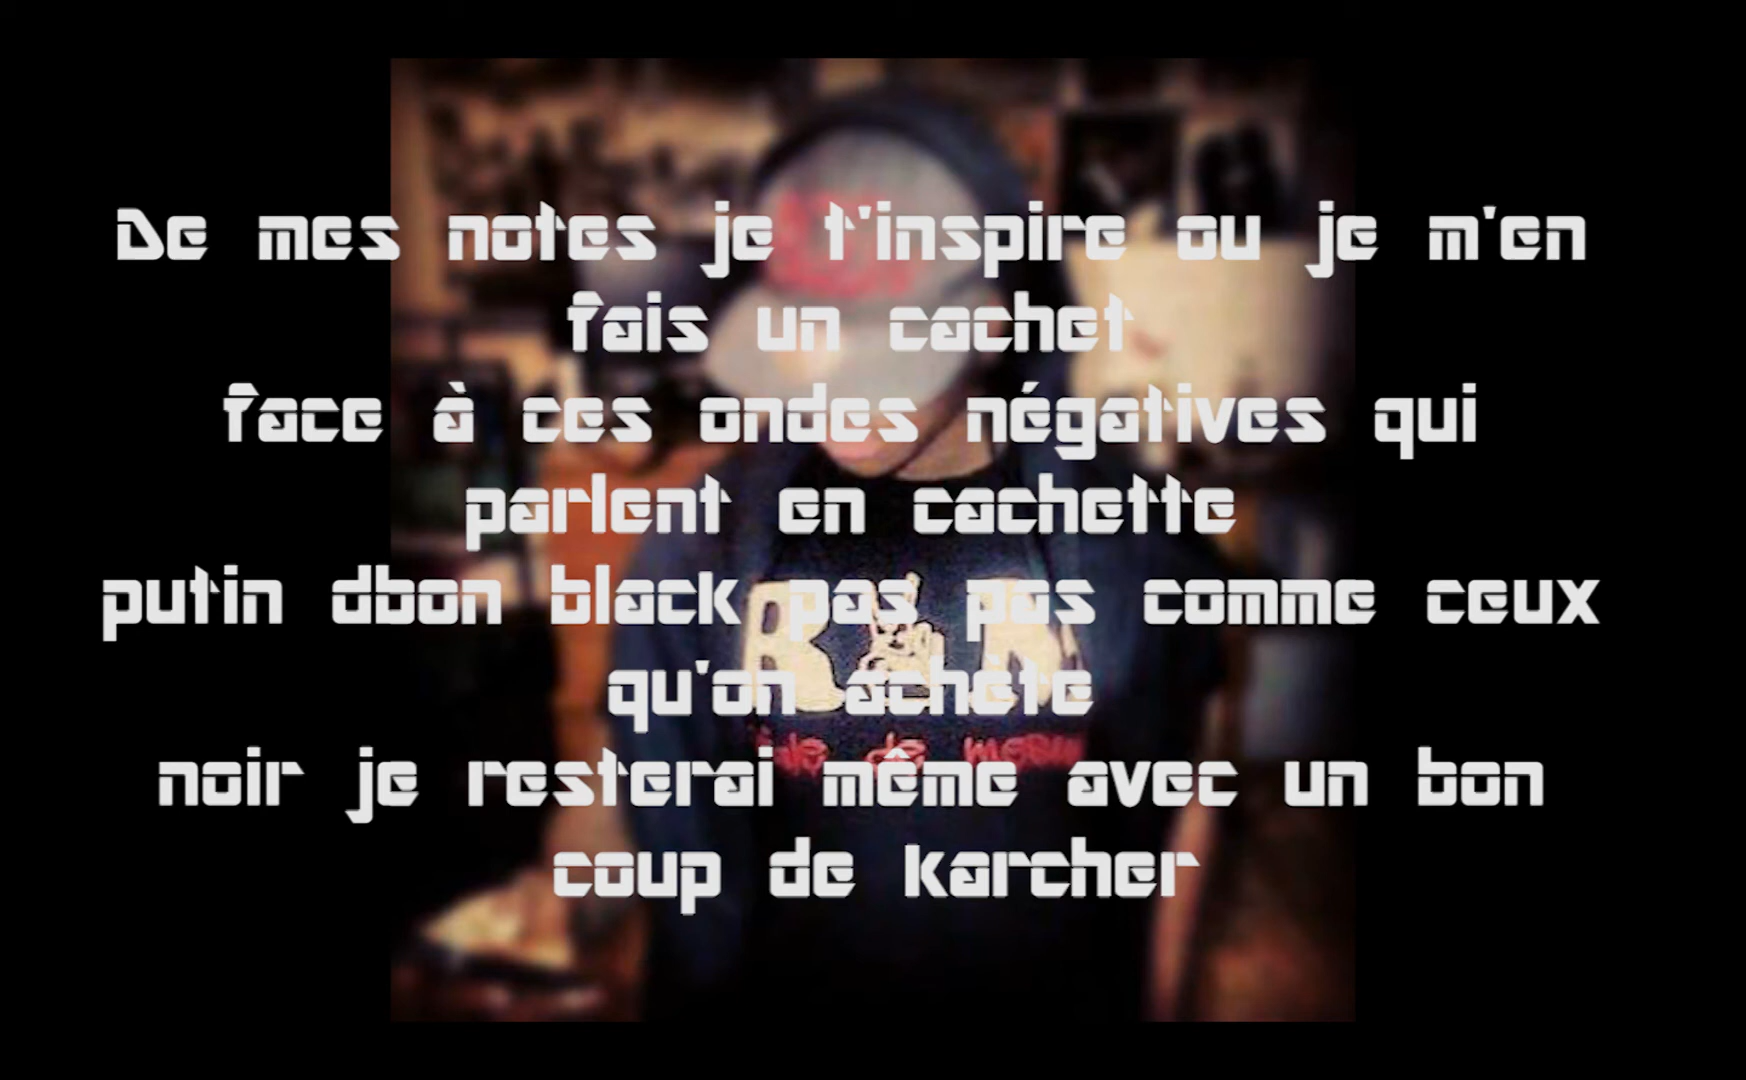 De mes notes je t'inspire ou je m'en
fais un cachet
face à ces ondes négatives qui
parlent en cachette
putin dbon black pas pas comme ceux
qu'on achète
noir je resterai même avec un bon
coup de karcher